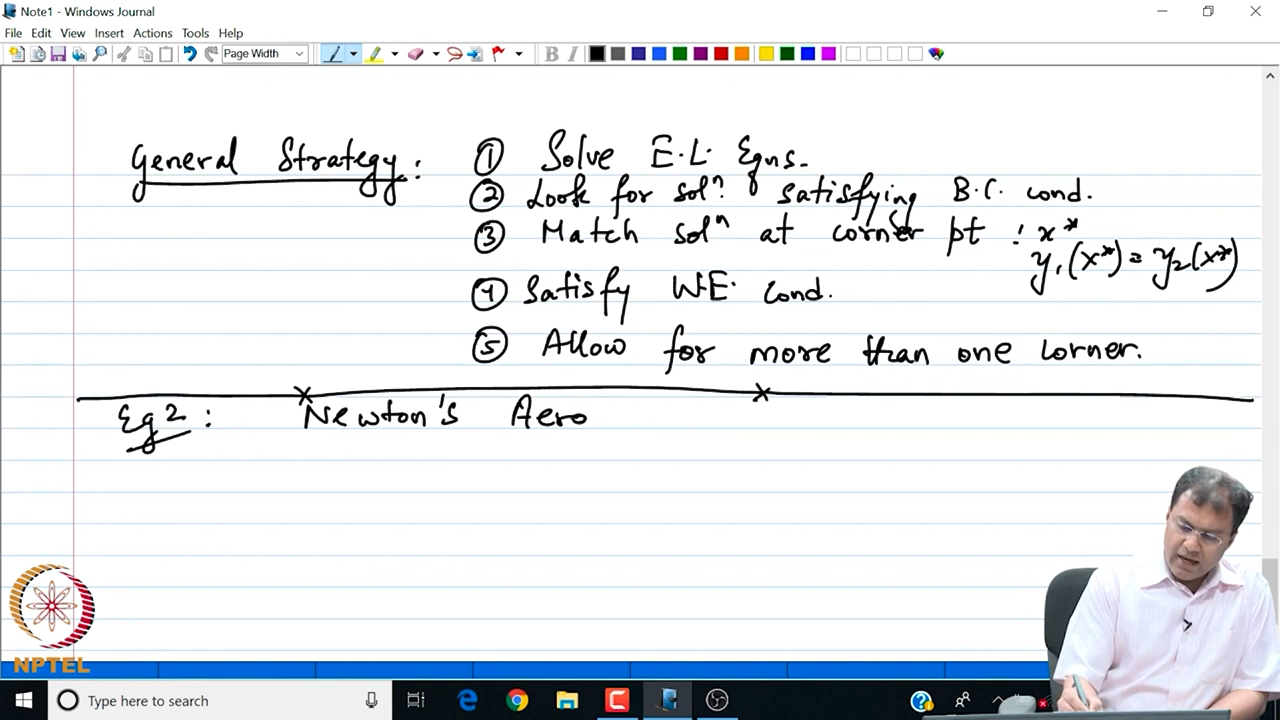 Note1 - Windows Journal
File Edit View Insert Actions Tools Help
Page Width
B I
General Strategy : ① Solve E.L. Eqns.
② Look for solⁿ satisfying B.C. cond.
③ Match solⁿ at corner pt : x*
y₁(x*) = y₂(x*)
④ Satisfy W.E. cond.
⑤ Allow for more than one corner.
Eg 2 : Newton's Aero
NPTEL
Type here to search